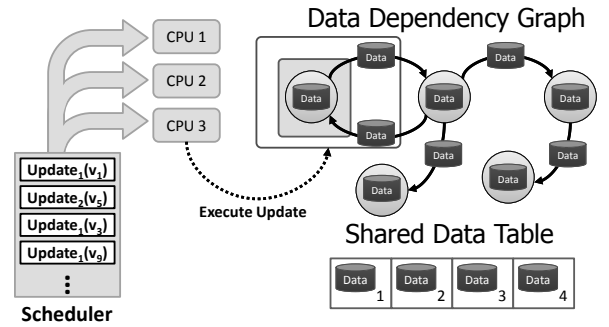 Data Dependency Graph
CPU 1
CPU 2
CPU 3
Data
Data
Data
Data
Data
Data
Data
Data
Data
Data
Update₁(v₁)
Update₂(v₅)
Update₁(v₃)
Update₁(v₉)
Scheduler
Execute Update
Shared Data Table
Data 1
Data 2
Data 3
Data 4